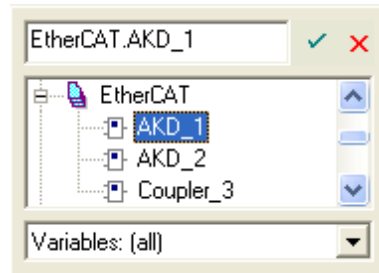 EtherCAT.AKD_1
EtherCAT
AKD_1
AKD_2
Coupler_3
Variables: (all)